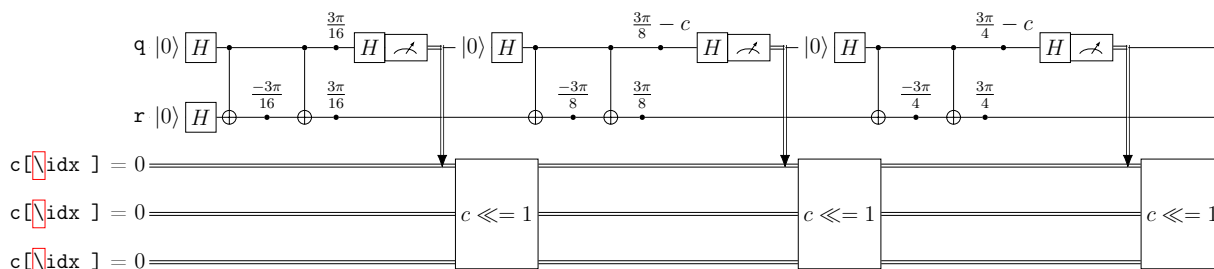 3π/16 3π/8 − c 3π/4 − c
q |0⟩ H H |0⟩ H H |0⟩ H H
−3π/16 3π/16 −3π/8 3π/8 −3π/4 3π/4
r |0⟩ H
c[\idx ] = 0
c[\idx ] = 0 c ≪= 1 c ≪= 1 c ≪= 1
c[\idx ] = 0